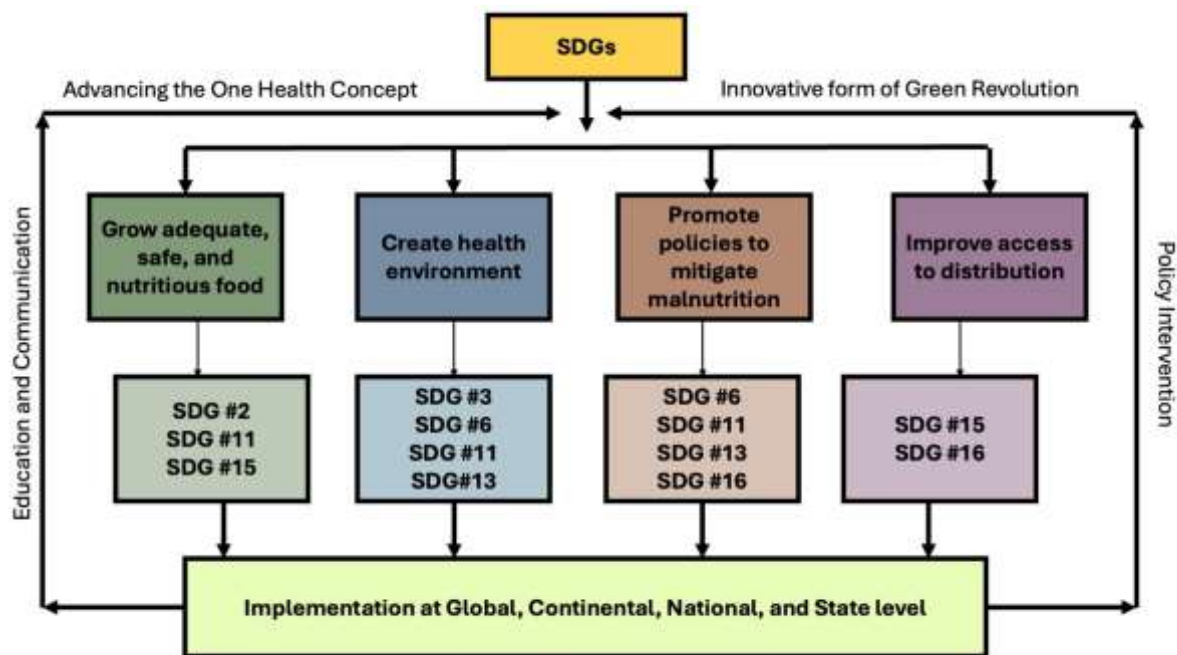 SDGs
Advancing the One Health Concept
Innovative form of Green Revolution
Education and Communication
Policy Intervention
Grow adequate,
safe, and
nutritious food
Create health
environment
Promote
policies to
mitigate
malnutrition
Improve access
to distribution
SDG #2
SDG #11
SDG #15
SDG #3
SDG #6
SDG #11
SDG#13
SDG #6
SDG #11
SDG #13
SDG #16
SDG #15
SDG #16
Implementation at Global, Continental, National, and State level